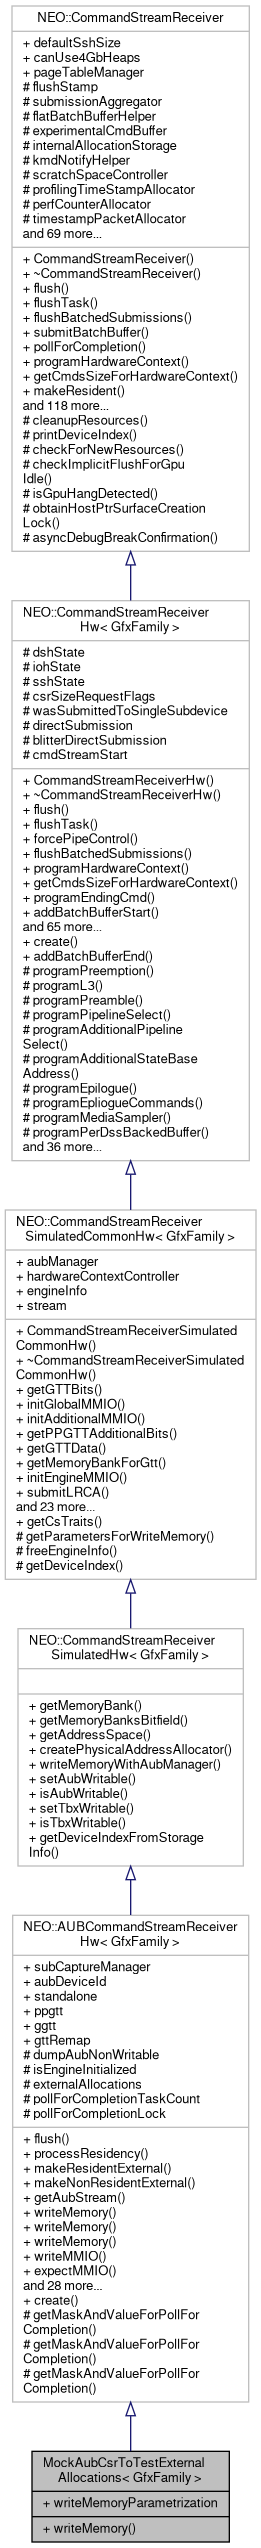 NEO::CommandStreamReceiver
+ defaultSshSize
+ canUse4GbHeaps
+ pageTableManager
# flushStamp
# submissionAggregator
# flatBatchBufferHelper
# experimentalCmdBuffer
# internalAllocationStorage
# kmdNotifyHelper
# scratchSpaceController
# profilingTimeStampAllocator
# perfCounterAllocator
# timestampPacketAllocator
and 69 more...
+ CommandStreamReceiver()
+ ~CommandStreamReceiver()
+ flush()
+ flushTask()
+ flushBatchedSubmissions()
+ submitBatchBuffer()
+ pollForCompletion()
+ programHardwareContext()
+ getCmdsSizeForHardwareContext()
+ makeResident()
and 118 more...
# cleanupResources()
# printDeviceIndex()
# checkForNewResources()
# checkImplicitFlushForGpu
Idle()
# isGpuHangDetected()
# obtainHostPtrSurfaceCreation
Lock()
# asyncDebugBreakConfirmation()
NEO::CommandStreamReceiver
Hw< GfxFamily >
# dshState
# iohState
# sshState
# csrSizeRequestFlags
# wasSubmittedToSingleSubdevice
# directSubmission
# blitterDirectSubmission
# cmdStreamStart
+ CommandStreamReceiverHw()
+ ~CommandStreamReceiverHw()
+ flush()
+ flushTask()
+ forcePipeControl()
+ flushBatchedSubmissions()
+ programHardwareContext()
+ getCmdsSizeForHardwareContext()
+ programEndingCmd()
+ addBatchBufferStart()
and 65 more...
+ create()
+ addBatchBufferEnd()
# programPreemption()
# programL3()
# programPreamble()
# programPipelineSelect()
# programAdditionalPipeline
Select()
# programAdditionalStateBase
Address()
# programEpilogue()
# programEpliogueCommands()
# programMediaSampler()
# programPerDssBackedBuffer()
and 36 more...
NEO::CommandStreamReceiver
SimulatedCommonHw< GfxFamily >
+ aubManager
+ hardwareContextController
+ engineInfo
+ stream
+ CommandStreamReceiverSimulated
CommonHw()
+ ~CommandStreamReceiverSimulated
CommonHw()
+ getGTTBits()
+ initGlobalMMIO()
+ initAdditionalMMIO()
+ getPPGTTAdditionalBits()
+ getGTTData()
+ getMemoryBankForGtt()
+ initEngineMMIO()
+ submitLRCA()
and 23 more...
+ getCsTraits()
# getParametersForWriteMemory()
# freeEngineInfo()
# getDeviceIndex()
NEO::CommandStreamReceiver
SimulatedHw< GfxFamily >
+ getMemoryBank()
+ getMemoryBanksBitfield()
+ getAddressSpace()
+ createPhysicalAddressAllocator()
+ writeMemoryWithAubManager()
+ setAubWritable()
+ isAubWritable()
+ setTbxWritable()
+ isTbxWritable()
+ getDeviceIndexFromStorage
Info()
NEO::AUBCommandStreamReceiver
Hw< GfxFamily >
+ subCaptureManager
+ aubDeviceId
+ standalone
+ ppgtt
+ ggtt
+ gttRemap
# dumpAubNonWritable
# isEngineInitialized
# externalAllocations
# pollForCompletionTaskCount
# pollForCompletionLock
+ flush()
+ processResidency()
+ makeResidentExternal()
+ makeNonResidentExternal()
+ getAubStream()
+ writeMemory()
+ writeMemory()
+ writeMemory()
+ writeMMIO()
+ expectMMIO()
and 28 more...
+ create()
# getMaskAndValueForPollFor
Completion()
# getMaskAndValueForPollFor
Completion()
# getMaskAndValueForPollFor
Completion()
MockAubCsrToTestExternal
Allocations< GfxFamily >
+ writeMemoryParametrization
+ writeMemory()